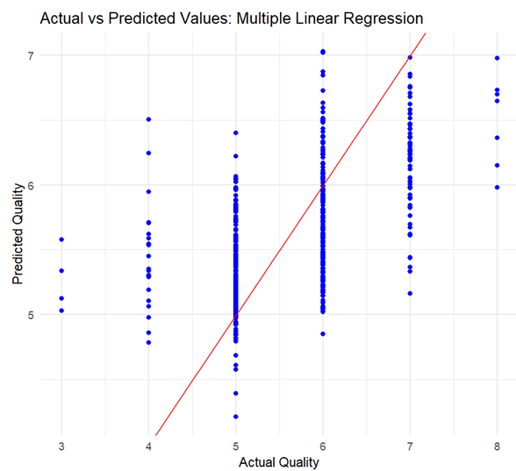 Actual vs Predicted Values: Multiple Linear Regression
7
6
5
Predicted Quality
3 4 5 6 7 8
Actual Quality